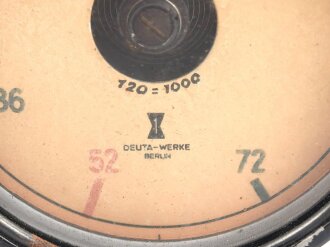 120 = 1000
36
DEUTA-WERKE
BERLIN
52
72